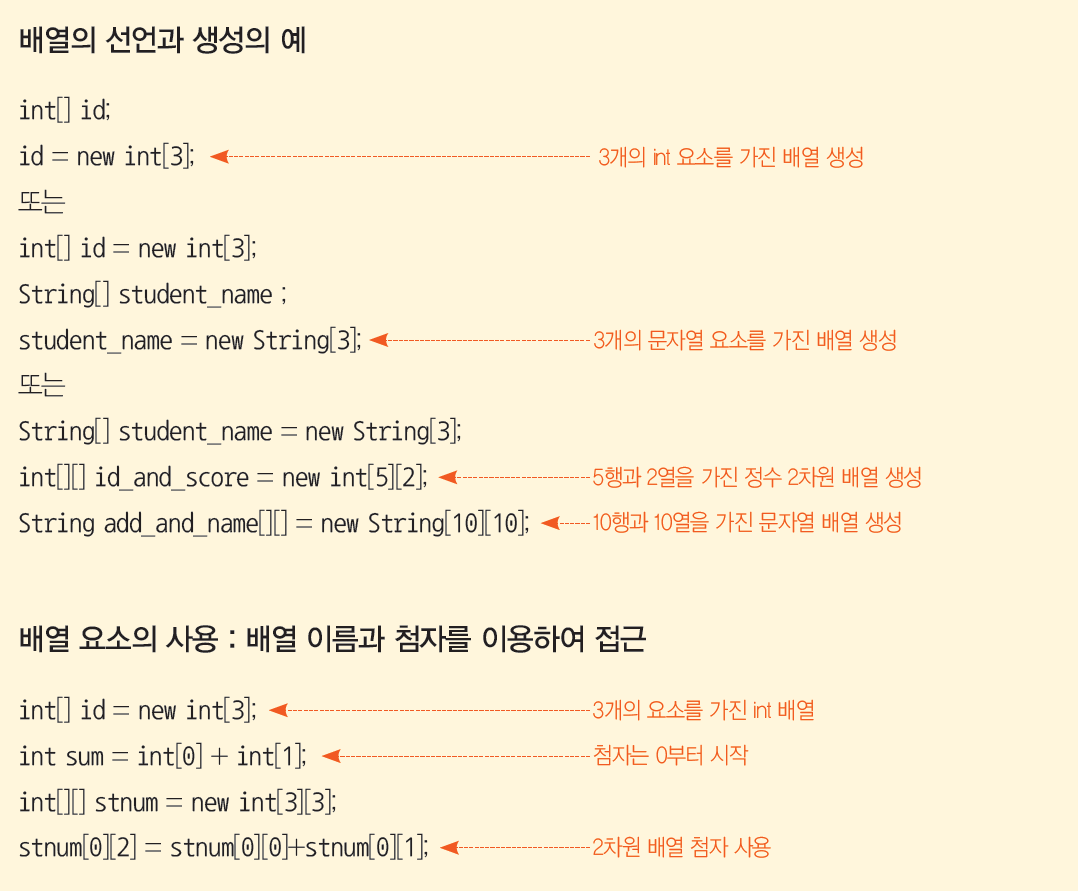 배열의 선언과 생성의 예
int[] id;
id = new int[3]; 3개의 int 요소를 가진 배열 생성
또는
int[] id = new int[3];
String[] student_name ;
student_name = new String[3]; 3개의 문자열 요소를 가진 배열 생성
또는
String[] student_name = new String[3];
int[][] id_and_score = new int[5][2]; 5행과 2열을 가진 정수 2차원 배열 생성
String add_and_name[][] = new String[10][10]; 10행과 10열을 가진 문자열 배열 생성
배열 요소의 사용 : 배열 이름과 첨자를 이용하여 접근
int[] id = new int[3]; 3개의 요소를 가진 int 배열
int sum = int[0] + int[1]; 첨자는 0부터 시작
int[][] stnum = new int[3][3];
stnum[0][2] = stnum[0][0]+stnum[0][1]; 2차원 배열 첨자 사용